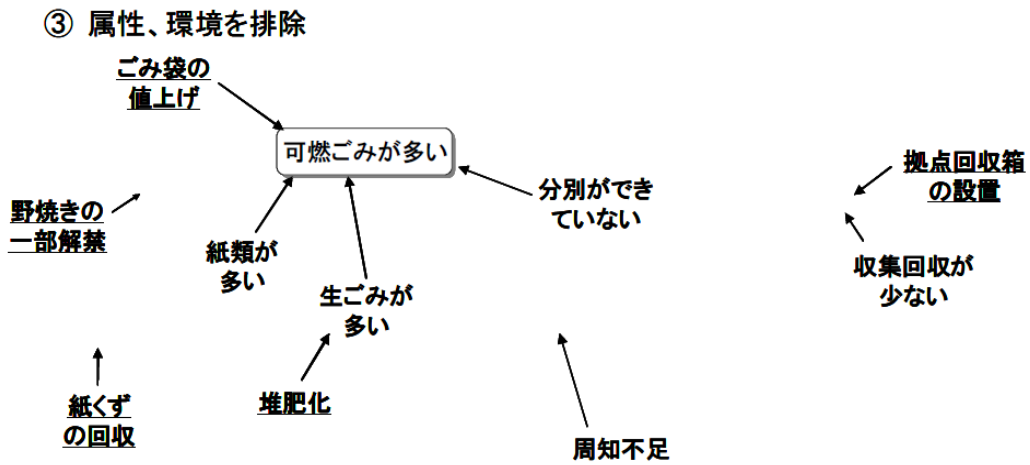 ③ 属性、環境を排除
ごみ袋の
値上げ
可燃ごみが多い
拠点回収箱
の設置
分別ができ
ていない
野焼きの
一部解禁
紙類が
多い
収集回収が
少ない
生ごみが
多い
紙くず
の回収
堆肥化
周知不足